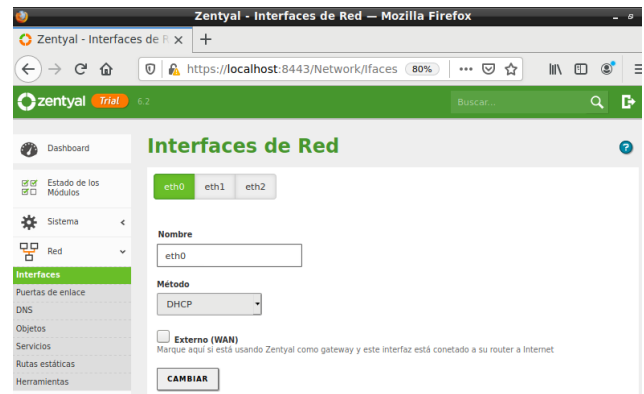 Zentyal - Interfaces de Red — Mozilla Firefox
Zentyal - Interfaces de R
https://localhost:8443/Network/Ifaces 80%
zentyal Trial 6.2 Buscar...
Interfaces de Red
Dashboard
Estado de los
Módulos
Sistema
Red
Interfaces
Puertas de enlace
DNS
Objetos
Servicios
Rutas estáticas
Herramientas
eth0 eth1 eth2
Nombre
eth0
Método
DHCP
Externo (WAN)
Marque aquí si está usando Zentyal como gateway y este interfaz está conetado a su router a Internet
CAMBIAR